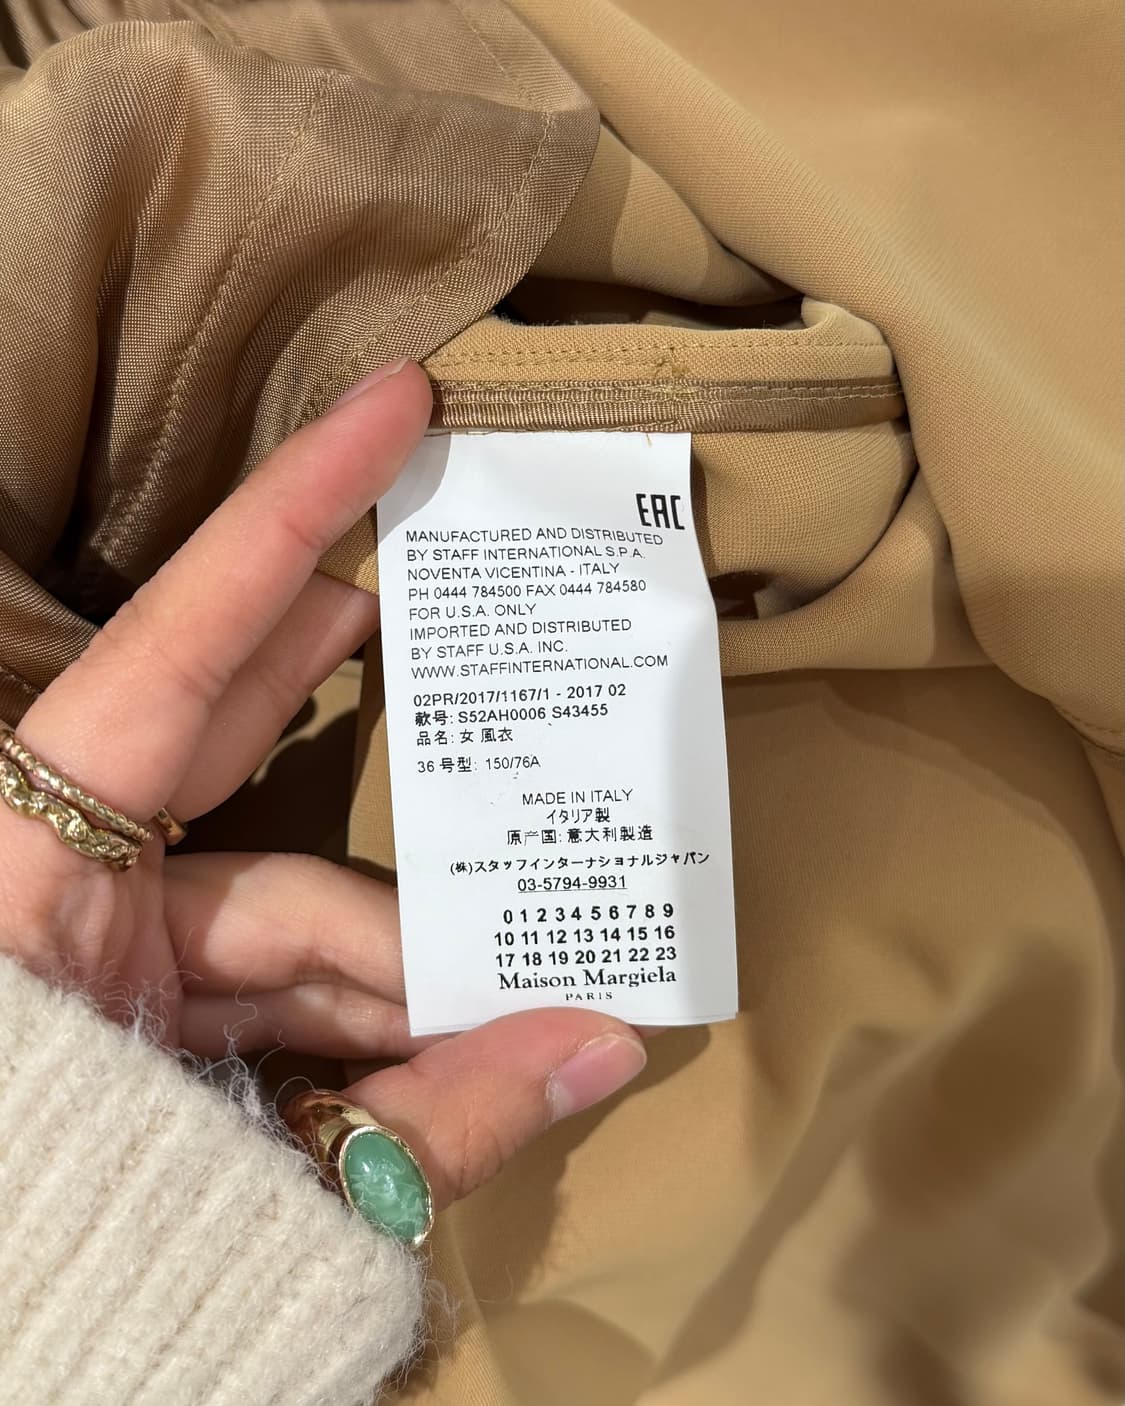 EAC
MANUFACTURED AND DISTRIBUTED
BY STAFF INTERNATIONAL S.P.A.
NOVENTA VICENTINA - ITALY
PH 0444 784500 FAX 0444 784580
FOR U.S.A. ONLY
IMPORTED AND DISTRIBUTED
BY STAFF U.S.A. INC.
WWW.STAFFINTERNATIONAL.COM
02PR/2017/1167/1 - 2017 02
款号: S52AH0006 S43455
品名: 女 風衣
36 号型: 150/76A
MADE IN ITALY
イタリア製
原产国: 意大利製造
(株)スタッフインターナショナルジャパン
03-5794-9931
0 1 2 3 4 5 6 7 8 9
10 11 12 13 14 15 16
17 18 19 20 21 22 23
Maison Margiela
PARIS